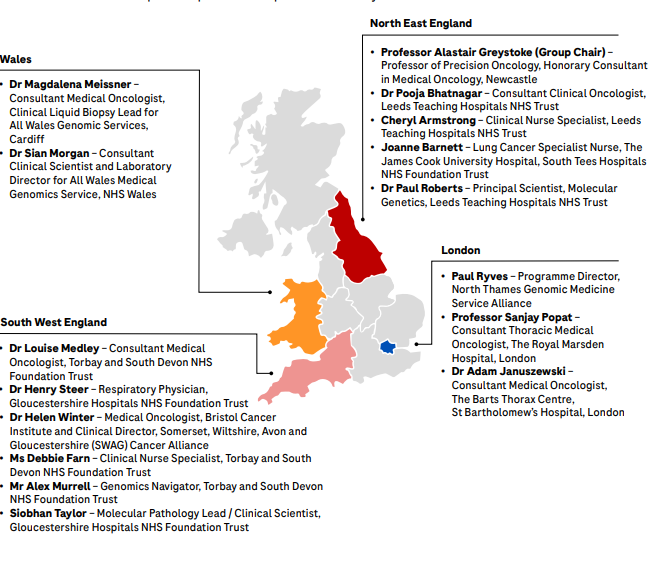 North East England
• Professor Alastair Greystoke (Group Chair) –
Professor of Precision Oncology, Honorary Consultant
in Medical Oncology, Newcastle
• Dr Pooja Bhatnagar – Consultant Clinical Oncologist,
Leeds Teaching Hospitals NHS Trust
• Cheryl Armstrong – Clinical Nurse Specialist, Leeds
Teaching Hospitals NHS Trust
• Joanne Barnett – Lung Cancer Specialist Nurse, The
James Cook University Hospital, South Tees Hospitals
NHS Foundation Trust
• Dr Paul Roberts – Principal Scientist, Molecular
Genetics, Leeds Teaching Hospitals NHS Trust
Wales
• Dr Magdalena Meissner –
Consultant Medical Oncologist,
Clinical Liquid Biopsy Lead for
All Wales Genomic Services,
Cardiff
• Dr Sian Morgan – Consultant
Clinical Scientist and Laboratory
Director for All Wales Medical
Genomics Service, NHS Wales
London
• Paul Ryves – Programme Director,
North Thames Genomic Medicine
Service Alliance
• Professor Sanjay Popat –
Consultant Thoracic Medical
Oncologist, The Royal Marsden
Hospital, London
• Dr Adam Januszewski –
Consultant Medical Oncologist,
The Barts Thorax Centre,
St Bartholomew's Hospital, London
South West England
• Dr Louise Medley – Consultant Medical
Oncologist, Torbay and South Devon NHS
Foundation Trust
• Dr Henry Steer – Respiratory Physician,
Gloucestershire Hospitals NHS Foundation Trust
• Dr Helen Winter – Medical Oncologist, Bristol Cancer
Institute and Clinical Director, Somerset, Wiltshire, Avon and
Gloucestershire (SWAG) Cancer Alliance
• Ms Debbie Farn – Clinical Nurse Specialist, Torbay and South
Devon NHS Foundation Trust
• Mr Alex Murrell – Genomics Navigator, Torbay and South Devon
NHS Foundation Trust
• Siobhan Taylor – Molecular Pathology Lead / Clinical Scientist,
Gloucestershire Hospitals NHS Foundation Trust